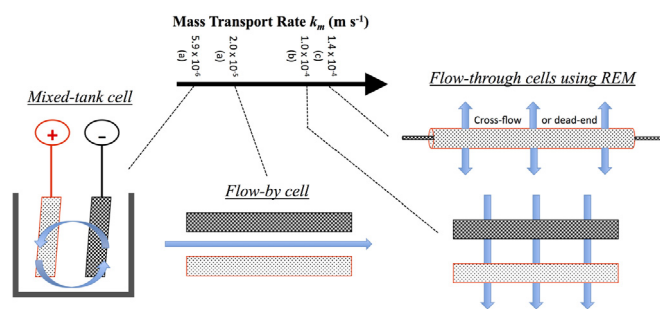 Mass Transport Rate kₘ (m s⁻¹)
5.9 x 10⁻⁶
(a)
2.0 x 10⁻⁵
(a)
1.0 x 10⁻⁴
(b)
1.4 x 10⁻⁴
(c)
Mixed-tank cell
Flow-through cells using REM
+
−
Cross-flow or dead-end
Flow-by cell